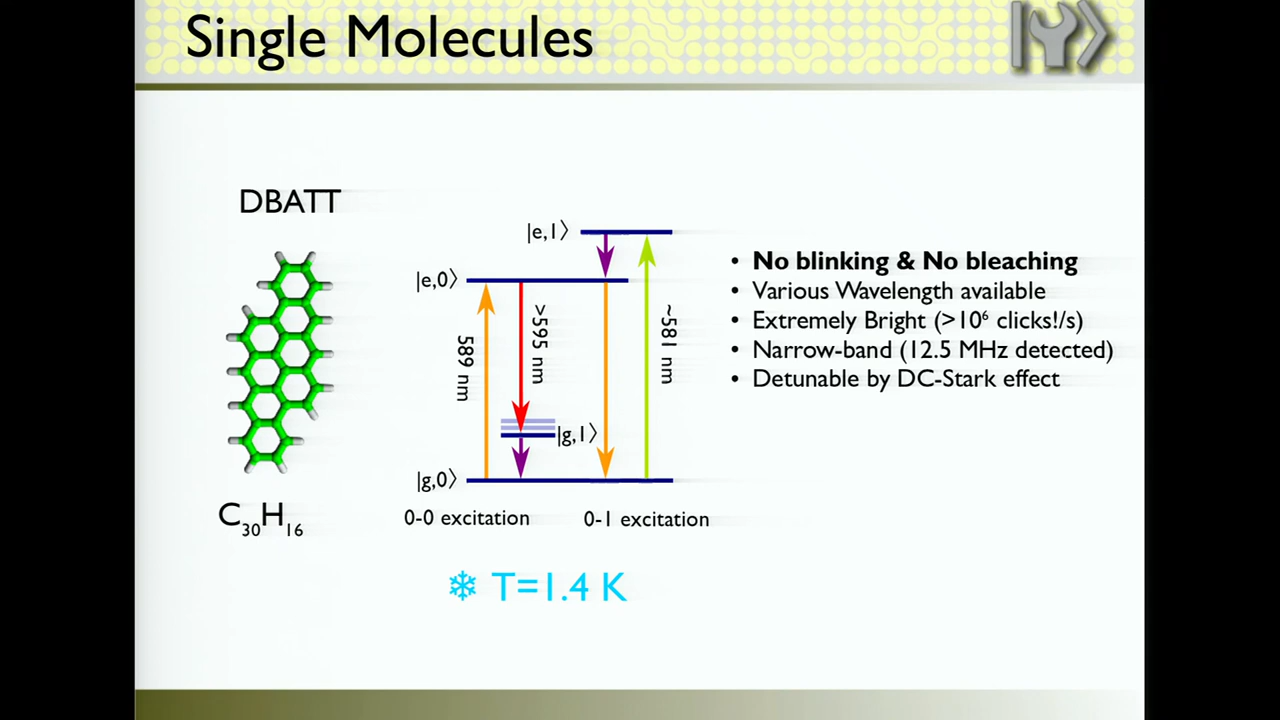 Single Molecules
DBATT
C30H16
|e,1⟩
|e,0⟩
589 nm
>595 nm
~581 nm
|g,1⟩
|g,0⟩
0-0 excitation
0-1 excitation
❄ T=1.4 K
• No blinking & No bleaching
• Various Wavelength available
• Extremely Bright (>10⁶ clicks!/s)
• Narrow-band (12.5 MHz detected)
• Detunable by DC-Stark effect